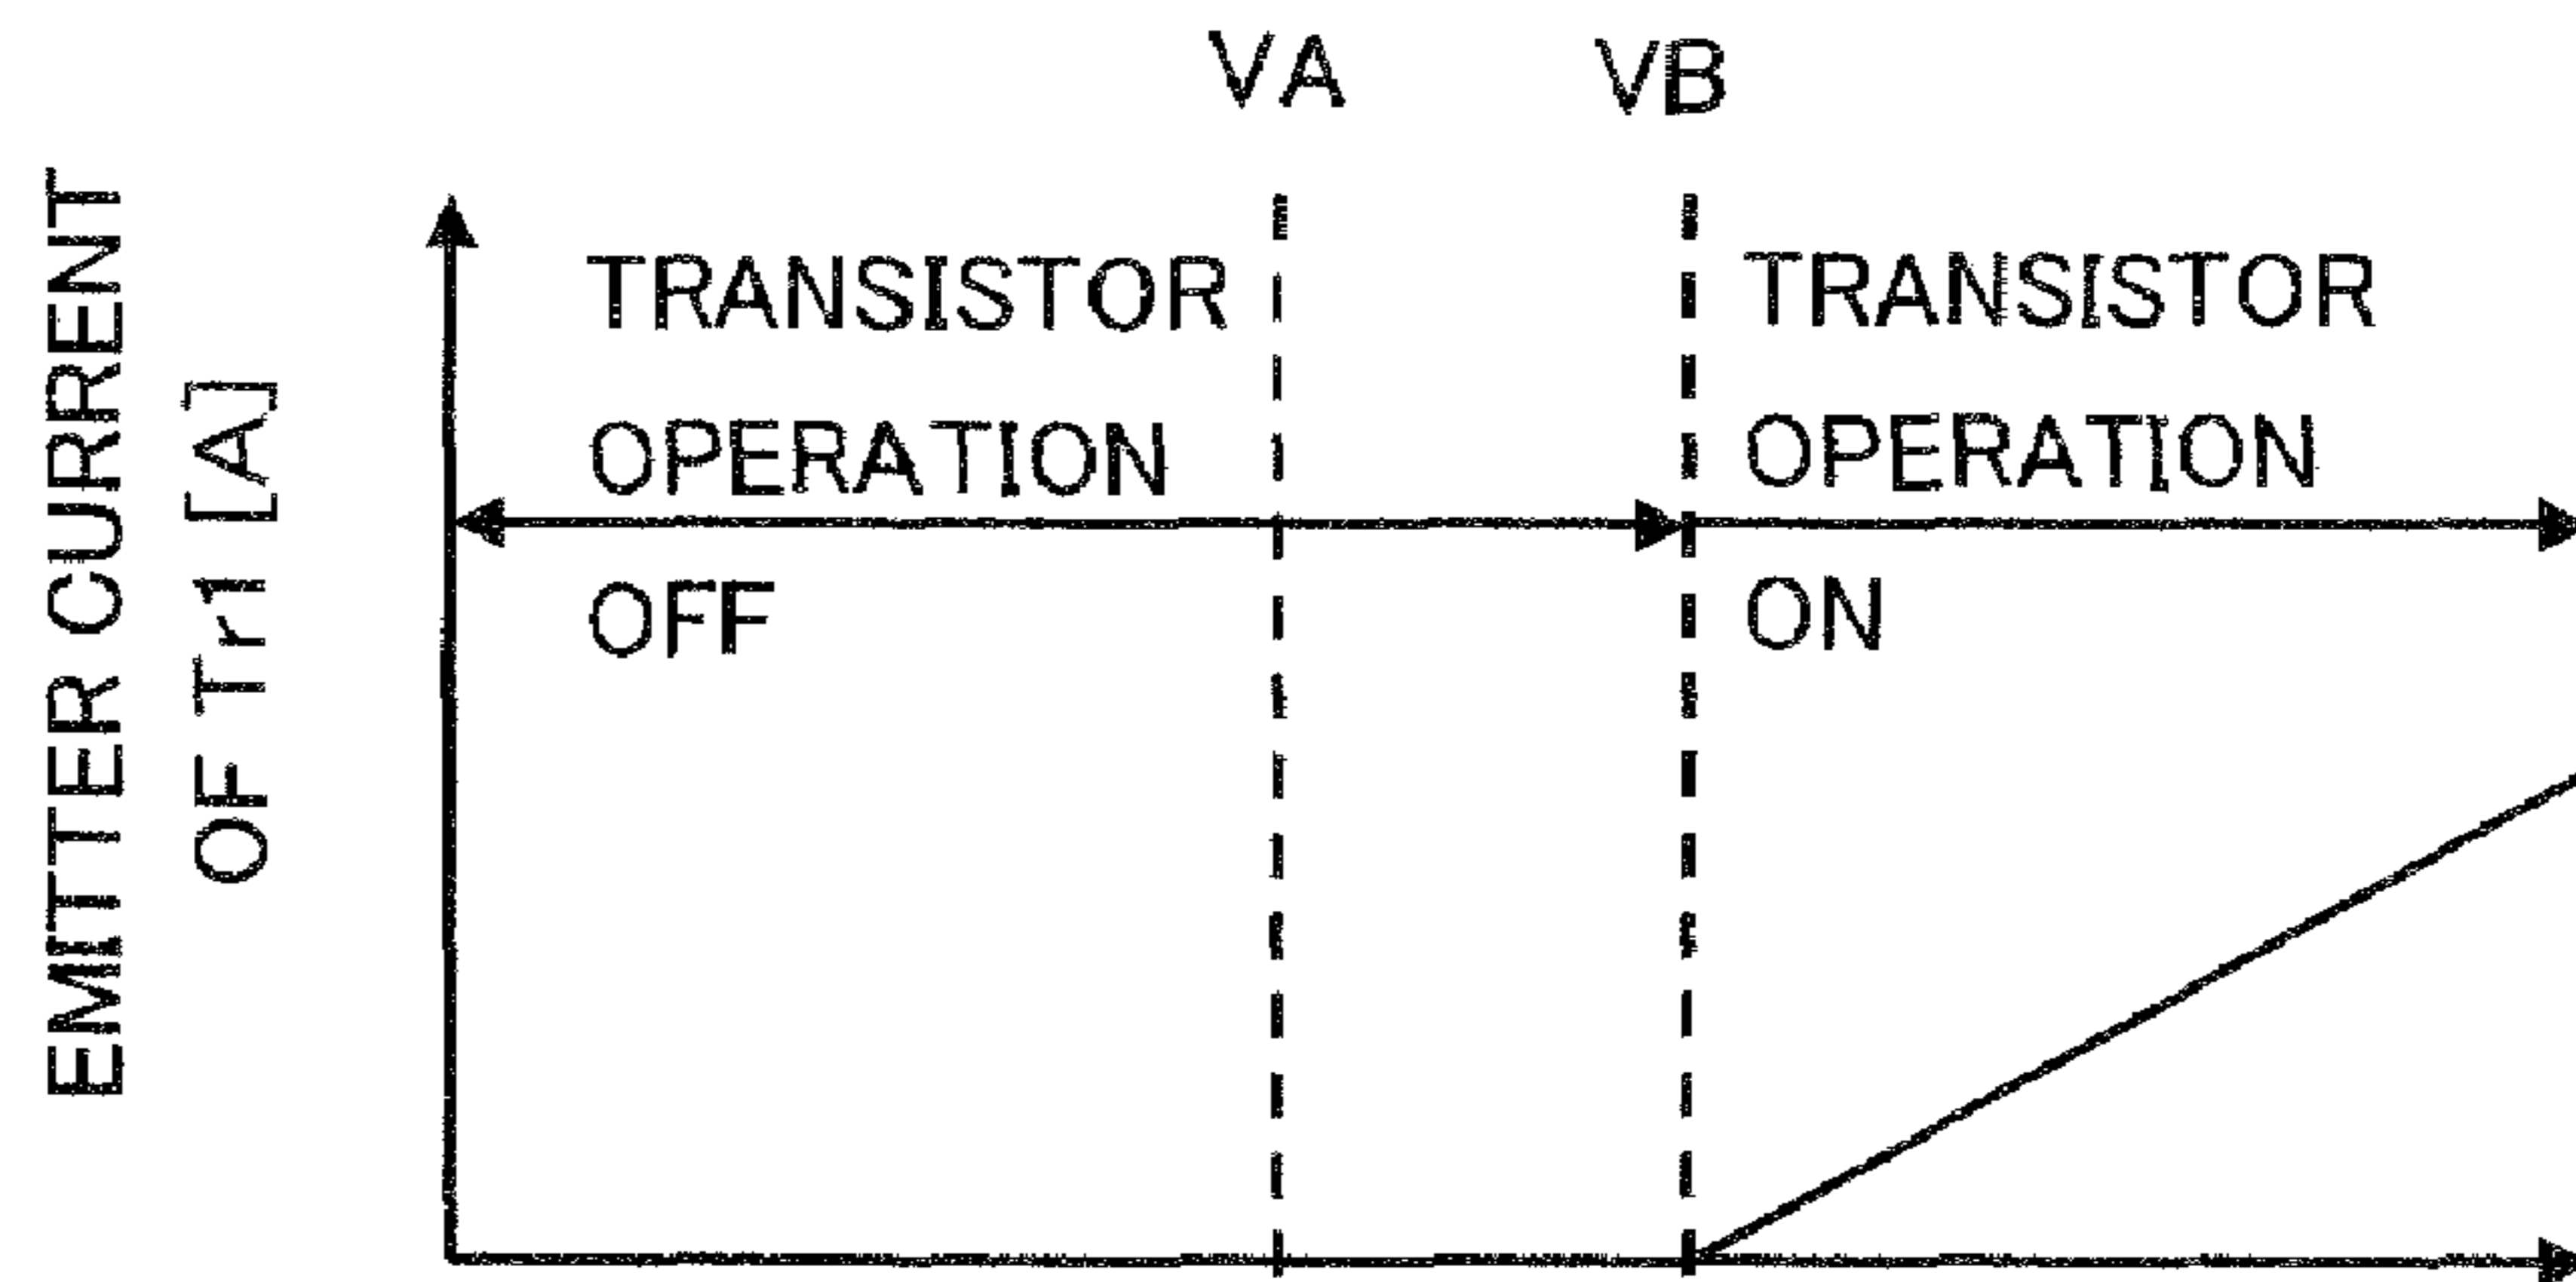 VA
VB
EMITTER CURRENT
OF Tr1 [A]
TRANSISTOR
OPERATION
OFF
TRANSISTOR
OPERATION
ON